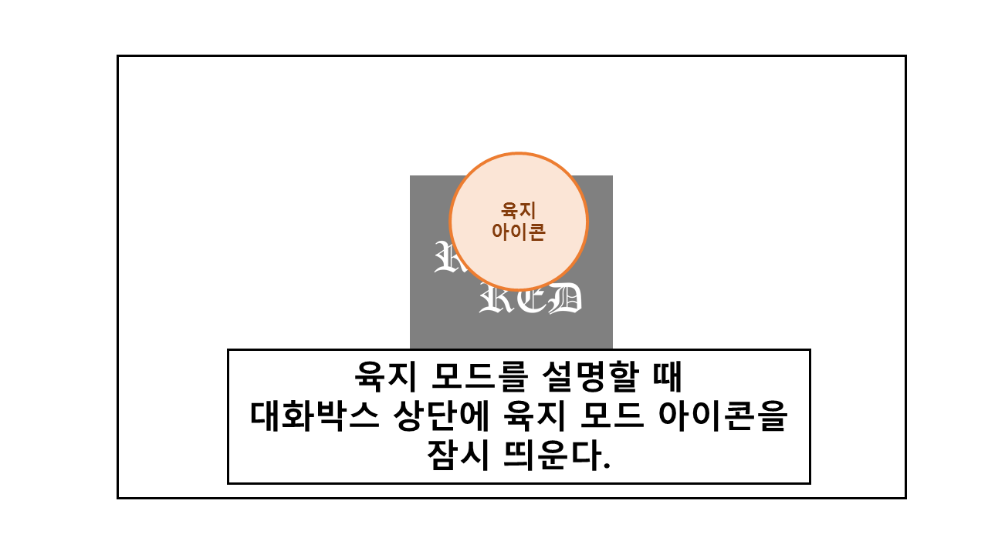 육지
아이콘
RED
육지 모드를 설명할 때
대화박스 상단에 육지 모드 아이콘을
잠시 띄운다.